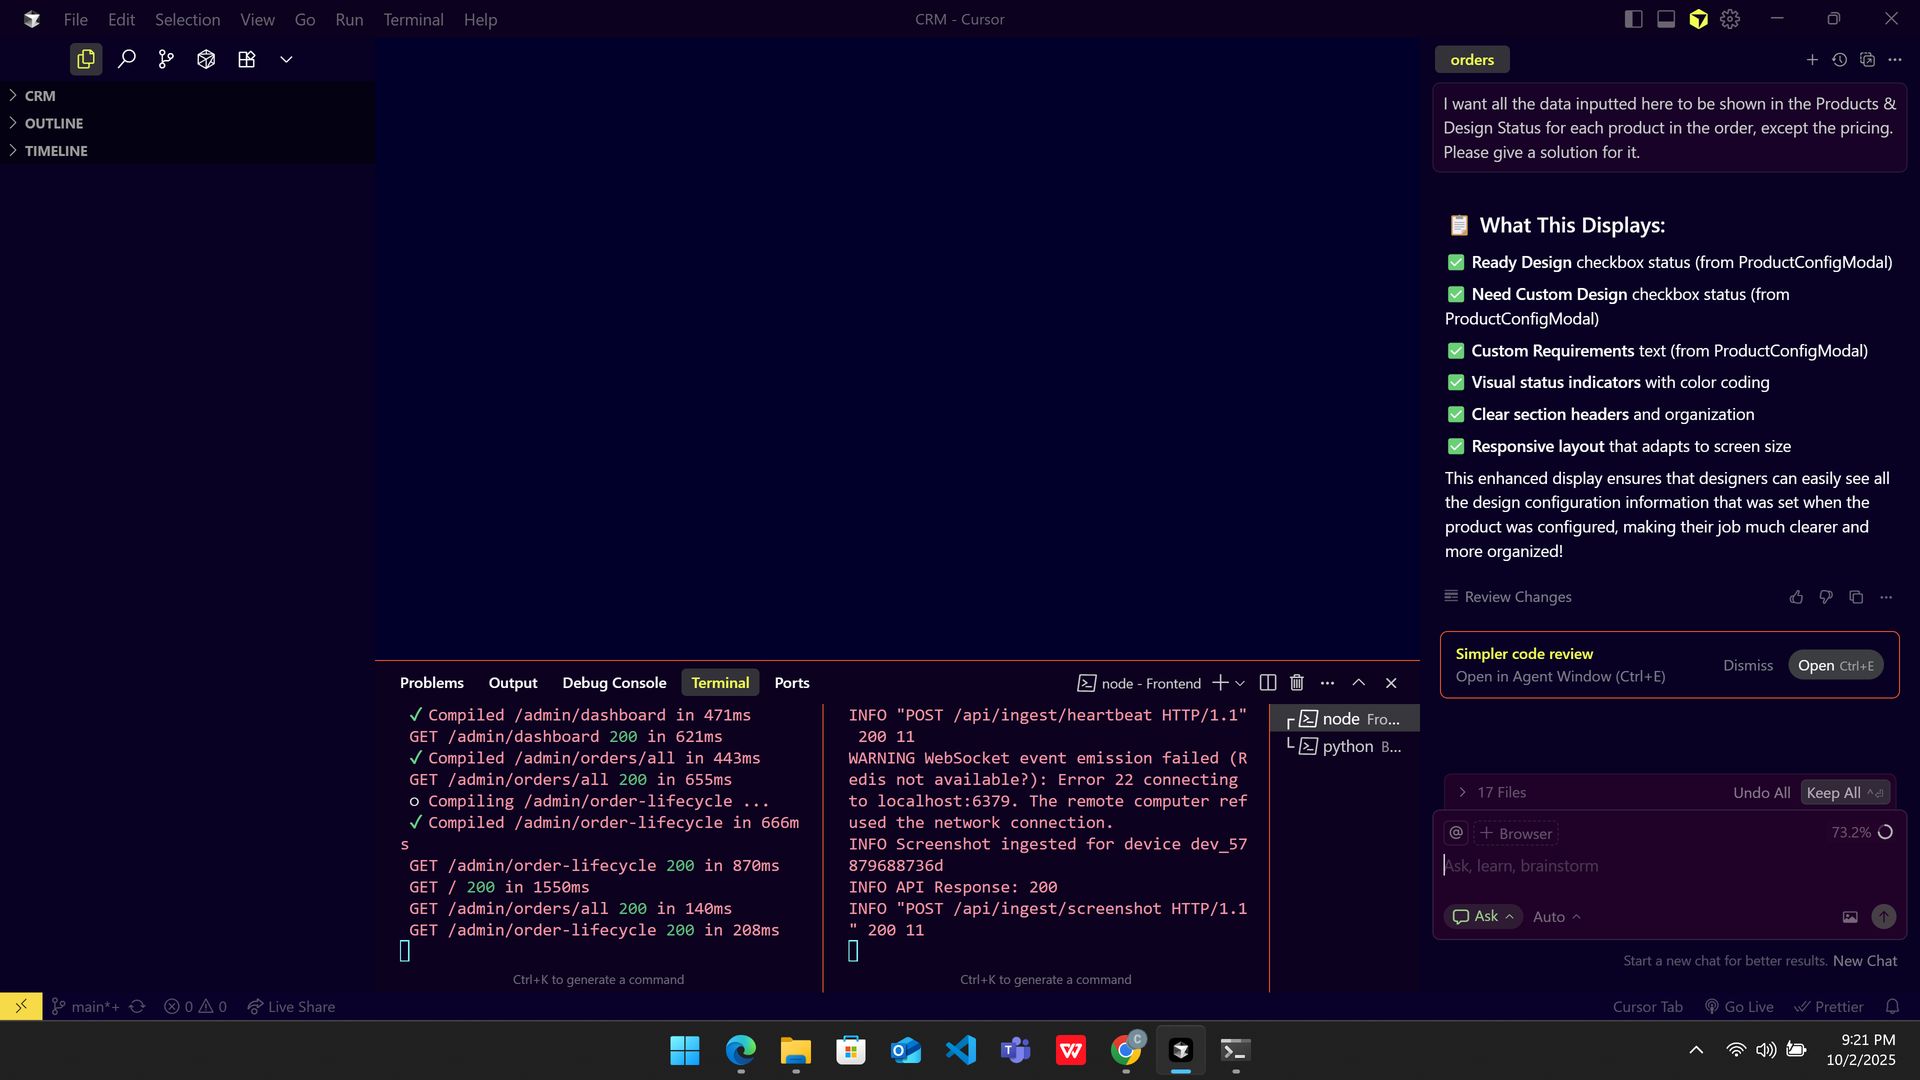 File Edit Selection View Go Run Terminal Help
CRM - Cursor
CRM
OUTLINE
TIMELINE
orders
I want all the data inputted here to be shown in the Products &
Design Status for each product in the order, except the pricing.
Please give a solution for it.
📋 What This Displays:
✅ Ready Design checkbox status (from ProductConfigModal)
✅ Need Custom Design checkbox status (from
ProductConfigModal)
✅ Custom Requirements text (from ProductConfigModal)
✅ Visual status indicators with color coding
✅ Clear section headers and organization
✅ Responsive layout that adapts to screen size
This enhanced display ensures that designers can easily see all
the design configuration information that was set when the
product was configured, making their job much clearer and
more organized!
Review Changes
Simpler code review
Open in Agent Window (Ctrl+E)
Dismiss
Open Ctrl+E
17 Files
Undo All
Keep All
@
Browser
73.2%
Ask, learn, brainstorm
Ask
Auto
Start a new chat for better results. New Chat
Problems Output Debug Console Terminal Ports
node - Frontend
✓ Compiled /admin/dashboard in 471ms
GET /admin/dashboard 200 in 621ms
✓ Compiled /admin/orders/all in 443ms
GET /admin/orders/all 200 in 655ms
○ Compiling /admin/order-lifecycle ...
✓ Compiled /admin/order-lifecycle in 666m
s
GET /admin/order-lifecycle 200 in 870ms
GET / 200 in 1550ms
GET /admin/orders/all 200 in 140ms
GET /admin/order-lifecycle 200 in 208ms
Ctrl+K to generate a command
INFO "POST /api/ingest/heartbeat HTTP/1.1"
200 11
WARNING WebSocket event emission failed (R
edis not available?): Error 22 connecting
to localhost:6379. The remote computer ref
used the network connection.
INFO Screenshot ingested for device dev_57
879688736d
INFO API Response: 200
INFO "POST /api/ingest/screenshot HTTP/1.1
" 200 11
Ctrl+K to generate a command
node Fro...
python B...
main*+
0
0
Live Share
Cursor Tab
Go Live
Prettier
C
9:21 PM
10/2/2025